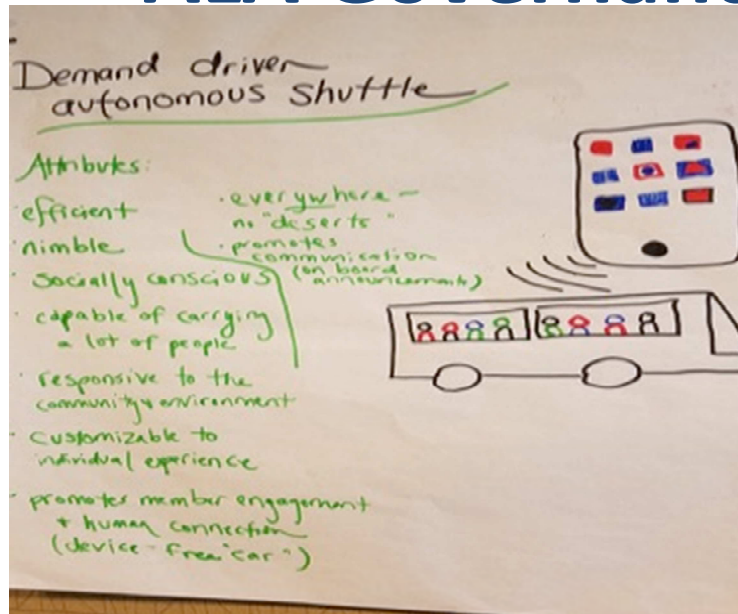 Demand driven
autonomous shuttle
Attributes:
efficient
nimble
· socially conscious
· capable of carrying
a lot of people
· responsive to the
community + environment
· customizable to
individual experience
· promotes member engagement
+ human connection
(device-free "car")
· everywhere -
no "deserts"
· promotes
communication
(on board
announcements)